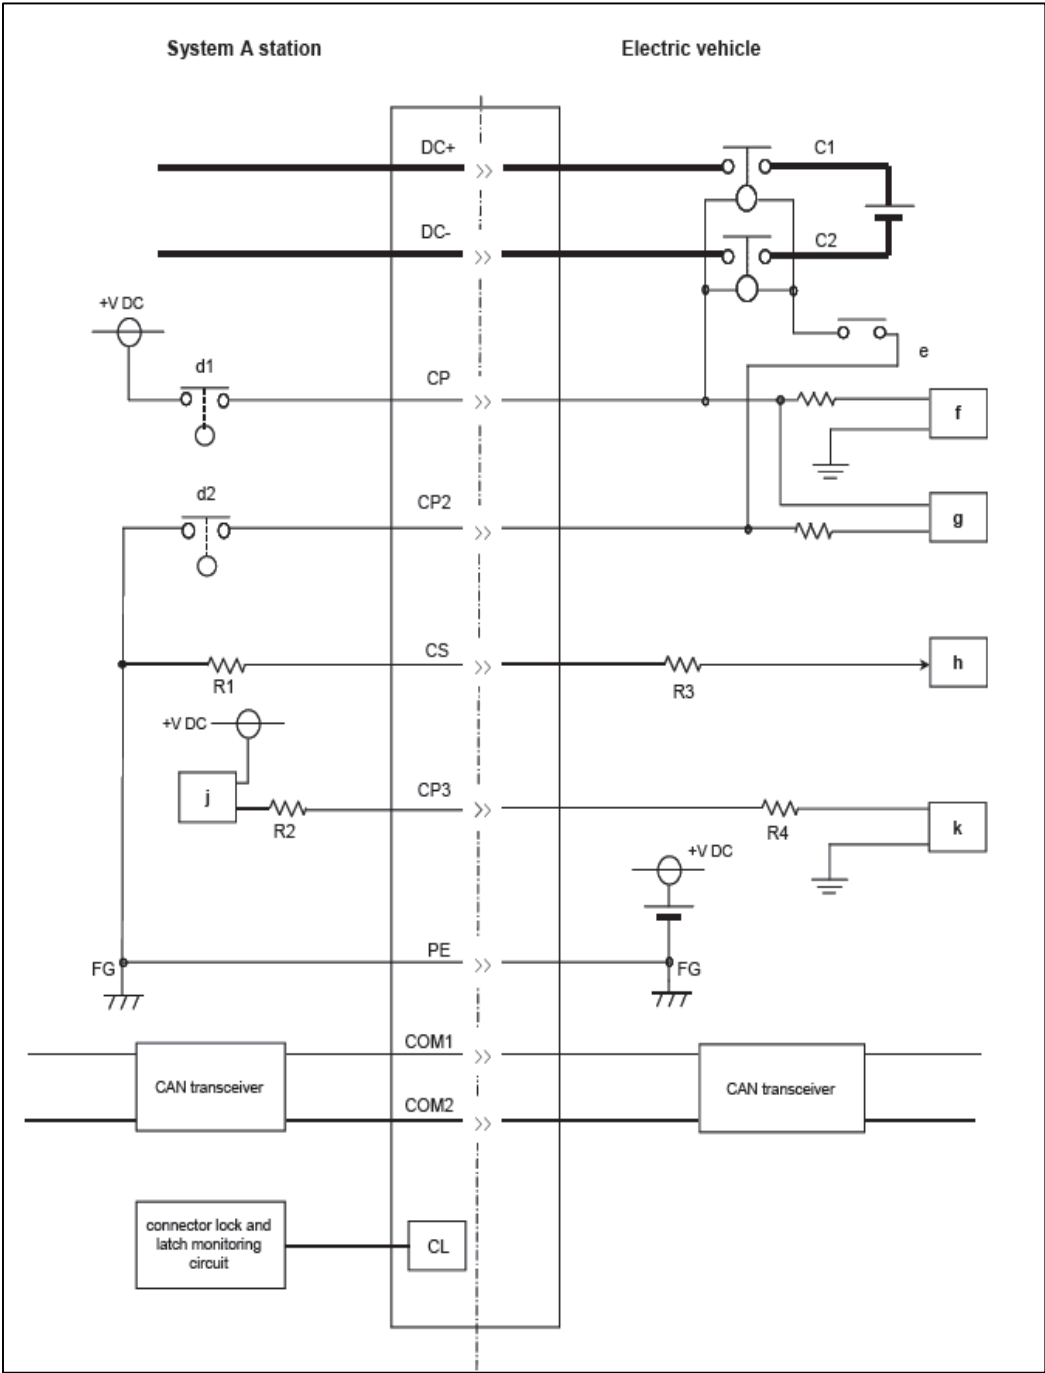 System A station
Electric vehicle
DC+
C1
DC-
C2
+V DC
d1
CP
e
f
d2
CP2
g
CS
R1
R3
h
+V DC
j
CP3
R2
R4
k
+V DC
PE
FG
FG
COM1
CAN transceiver
CAN transceiver
COM2
connector lock and
latch monitoring
circuit
CL